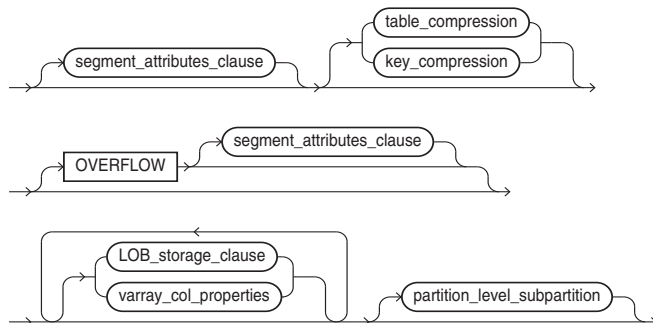 table_compression
segment_attributes_clause
key_compression
segment_attributes_clause
OVERFLOW
LOB_storage_clause
varray_col_properties
partition_level_subpartition